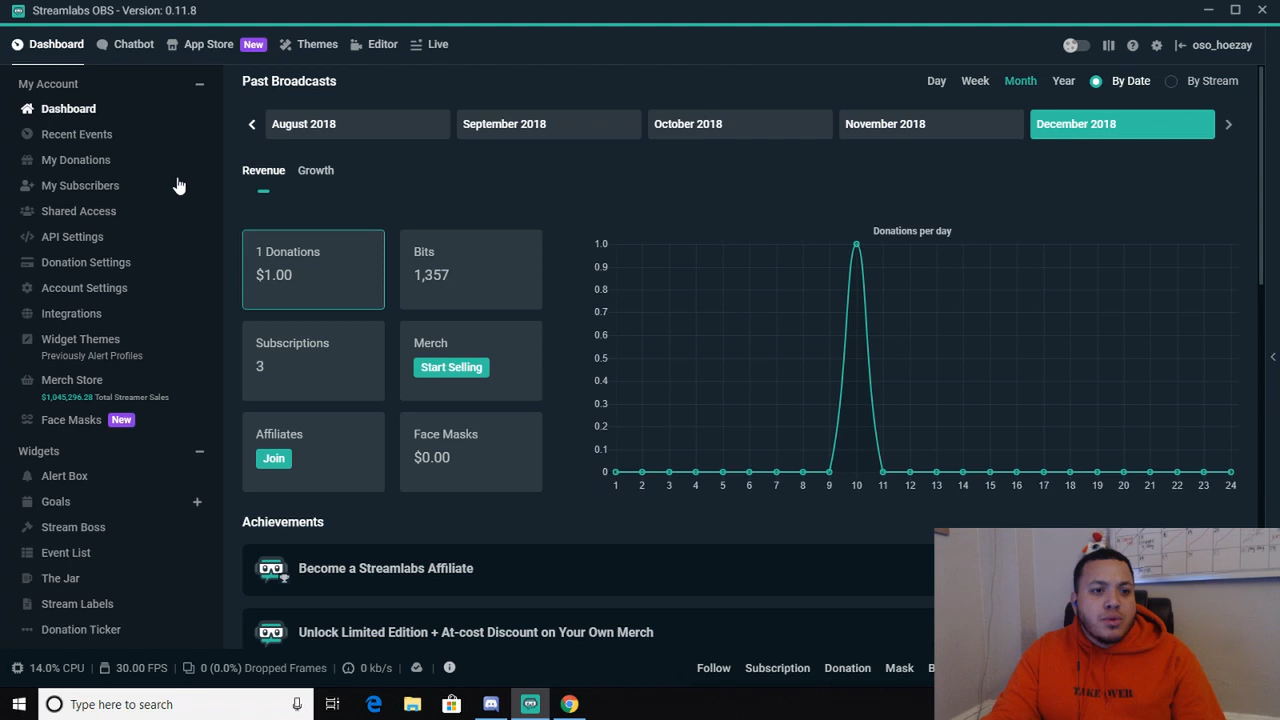 Streamlabs OBS - Version: 0.11.8
Dashboard
Chatbot
App Store New
Themes
Editor
Live
oso_hoezay
My Account
Dashboard
Recent Events
My Donations
My Subscribers
Shared Access
API Settings
Donation Settings
Account Settings
Integrations
Widget Themes
Previously Alert Profiles
Merch Store
$1,045,296.28 Total Streamer Sales
Face Masks New
Widgets
Alert Box
Goals
Stream Boss
Event List
The Jar
Stream Labels
Donation Ticker
Past Broadcasts
Day Week Month Year By Date By Stream
August 2018
September 2018
October 2018
November 2018
December 2018
Revenue Growth
1 Donations
$1.00
Bits
1,357
Subscriptions
3
Merch
Start Selling
Affiliates
Join
Face Masks
$0.00
Donations per day
1.0
0.9
0.8
0.7
0.6
0.5
0.4
0.3
0.2
0.1
0
1 2 3 4 5 6 7 8 9 10 11 12 13 14 15 16 17 18 19 20 21 22 23 24
Achievements
Become a Streamlabs Affiliate
Unlock Limited Edition + At-cost Discount on Your Own Merch
14.0% CPU
30.00 FPS
0 (0.0%) Dropped Frames
0 kb/s
Follow Subscription Donation Mask B
TAKE OVER
Type here to search